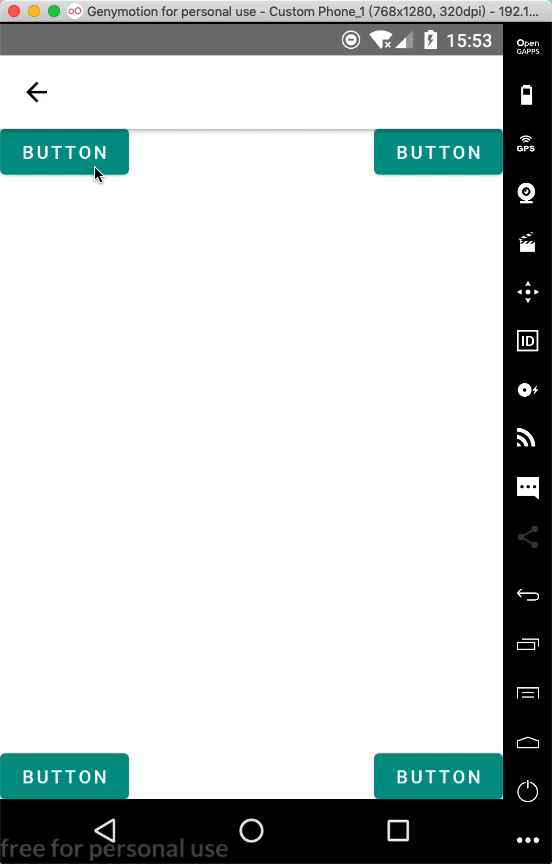 Genymotion for personal use - Custom Phone_1 (768x1280, 320dpi) - 192.1...
15:53
Open
GAPPS
BUTTON BUTTON
GPS
ID
BUTTON BUTTON
free for personal use